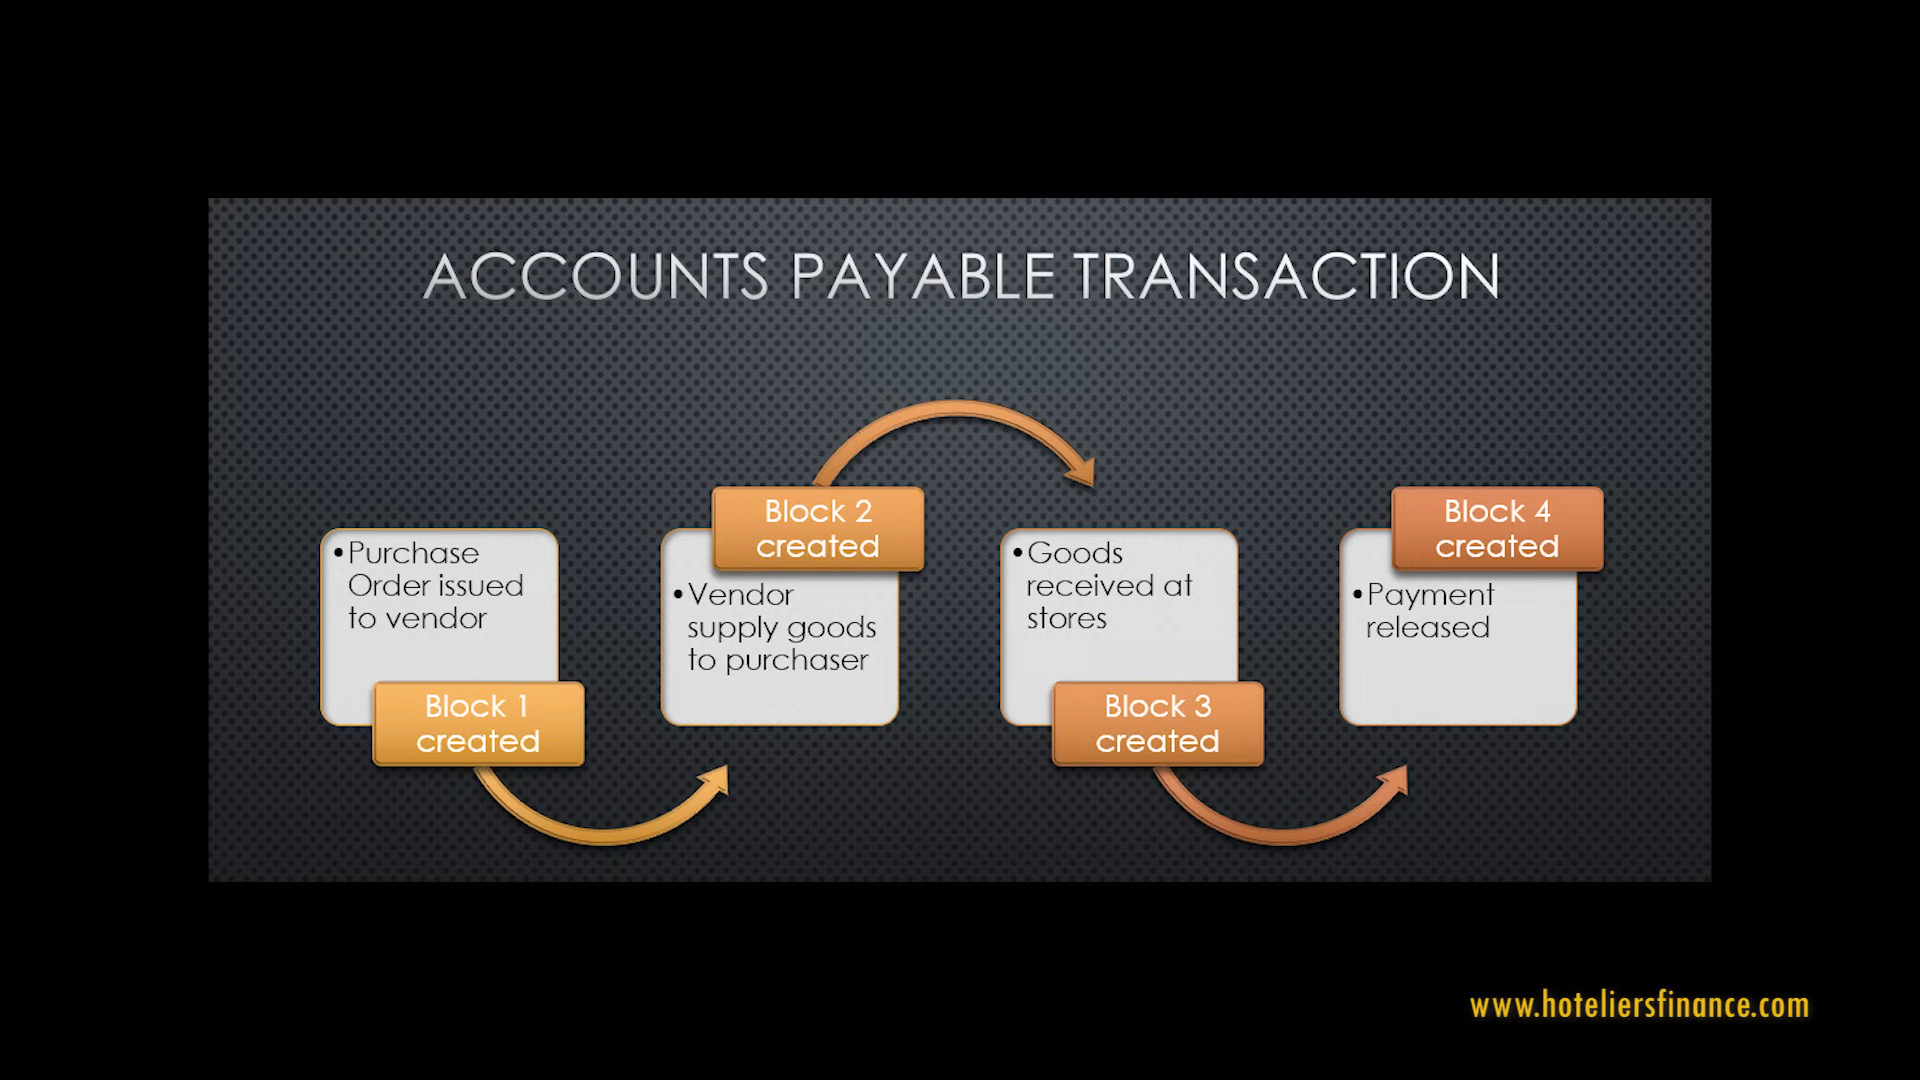 ACCOUNTS PAYABLE TRANSACTION
•Purchase
Order issued
to vendor
Block 1
created
Block 2
created
•Vendor
supply goods
to purchaser
•Goods
received at
stores
Block 3
created
Block 4
created
•Payment
released
www.hoteliersfinance.com